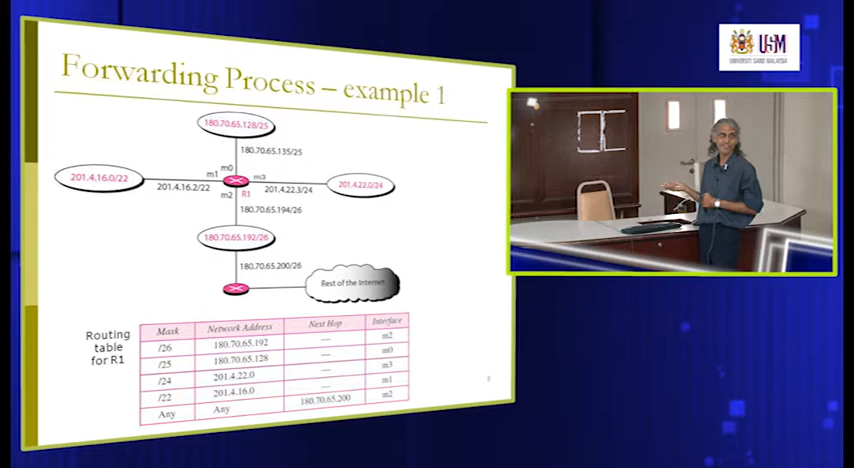 Forwarding Process – example 1
USM
UNIVERSITI SAINS MALAYSIA
180.70.65.128/25
180.70.65.135/25
m0
m1
m3
201.4.16.0/22
201.4.16.2/22
201.4.22.3/24
201.4.22.0/24
m2
R1
180.70.65.194/26
180.70.65.192/26
180.70.65.200/26
Rest of the Internet
Routing
table
for R1
Mask Network Address Next Hop Interface
/26 180.70.65.192 — m2
/25 180.70.65.128 — m0
/24 201.4.22.0 — m3
/22 201.4.16.0 — m1
Any Any 180.70.65.200 m2